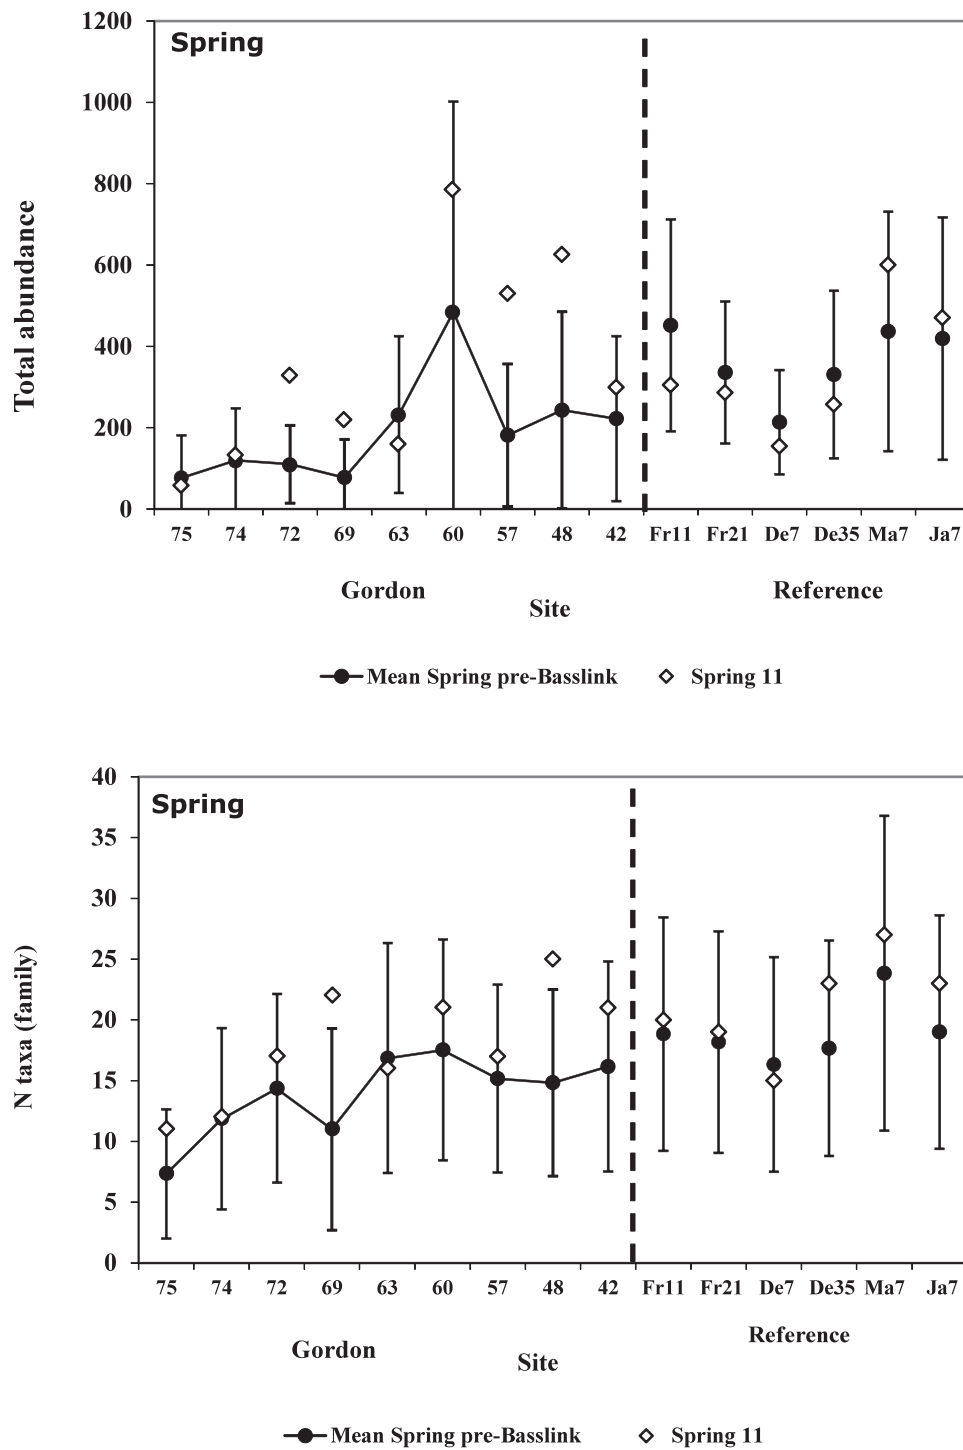 1200
Spring
1000
800
600
400
200
0
Total abundance
75 74 72 69 63 60 57 48 42 Fr11 Fr21 De7 De35 Ma7 Ja7
Gordon Reference
Site
Mean Spring pre-Basslink Spring 11
40
Spring
35
30
25
20
15
10
5
0
N taxa (family)
75 74 72 69 63 60 57 48 42 Fr11 Fr21 De7 De35 Ma7 Ja7
Reference
Gordon
Site
Mean Spring pre-Basslink Spring 11